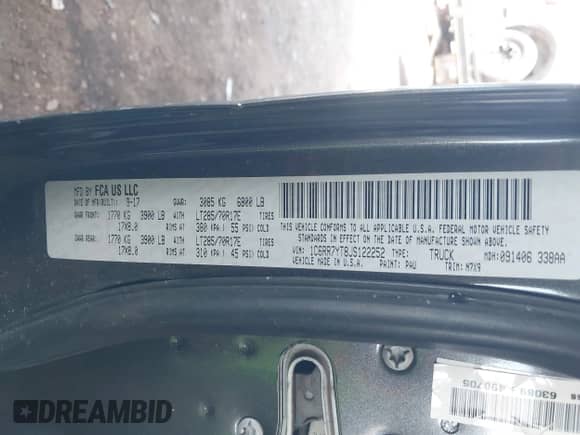 MFG BY FCA US LLC
DATE OF MFR(BUILT): 9-17 GVWR: 3085 KG 6800 LB
GAWR FRONT: 1770 KG 3900 LB WITH LT285/70R17E TIRES
17X8.0 RIMS AT 380 KPA( 55 PSI) COLD
GAWR REAR: 1770 KG 3900 LB WITH LT285/70R17E TIRES
17X8.0 RIMS AT 310 KPA( 45 PSI) COLD
THIS VEHICLE CONFORMS TO ALL APPLICABLE U.S.A. FEDERAL MOTOR VEHICLE SAFETY
STANDARDS IN EFFECT ON THE DATE OF MANUFACTURE SHOWN ABOVE.
VIN: 1C6RR7YT8JS122252 TYPE: TRUCK MDH: 091406 338AA
VEHICLE MADE IN U.S.A. PAINT: PAU TRIM: M7X9
DREAMBID